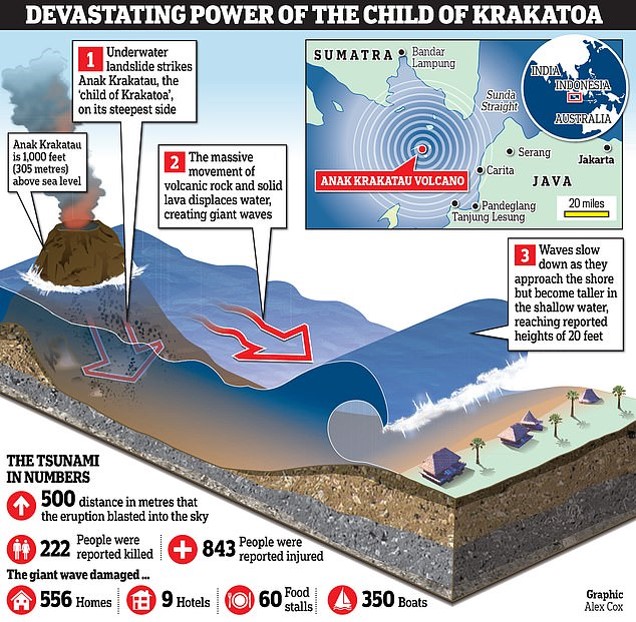 DEVASTATING POWER OF THE CHILD OF KRAKATOA
1 Underwater
landslide strikes
Anak Krakatau, the
'child of Krakatoa',
on its steepest side
Anak Krakatau
is 1,000 feet
(305 metres)
above sea level
2 The massive
movement of
volcanic rock and solid
lava displaces water,
creating giant waves
SUMATRA
Bandar
Lampung
Sunda
Straight
ANAK KRAKATAU VOLCANO
Serang
Jakarta
Carita
JAVA
Pandeglang
Tanjung Lesung
20 miles
INDIA
INDONESIA
AUSTRALIA
3 Waves slow
down as they
approach the shore
but become taller in
the shallow water,
reaching reported
heights of 20 feet
THE TSUNAMI
IN NUMBERS
500 distance in metres that
the eruption blasted into the sky
222 People were
reported killed
843 People were
reported injured
The giant wave damaged ...
556 Homes
9 Hotels
60 Food
stalls
350 Boats
Graphic
Alex Cox